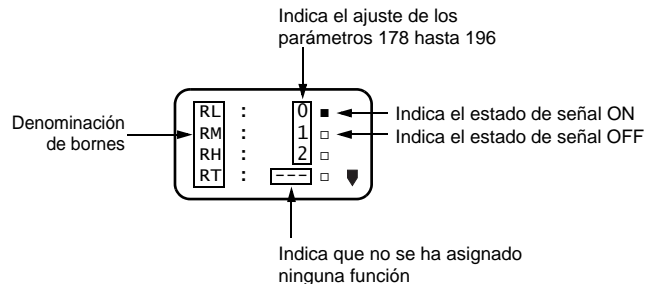 Indica el ajuste de los
parámetros 178 hasta 196
Denominación
de bornes
RL : 0
RM : 1
RH : 2
RT : ---
Indica el estado de señal ON
Indica el estado de señal OFF
Indica que no se ha asignado
ninguna función